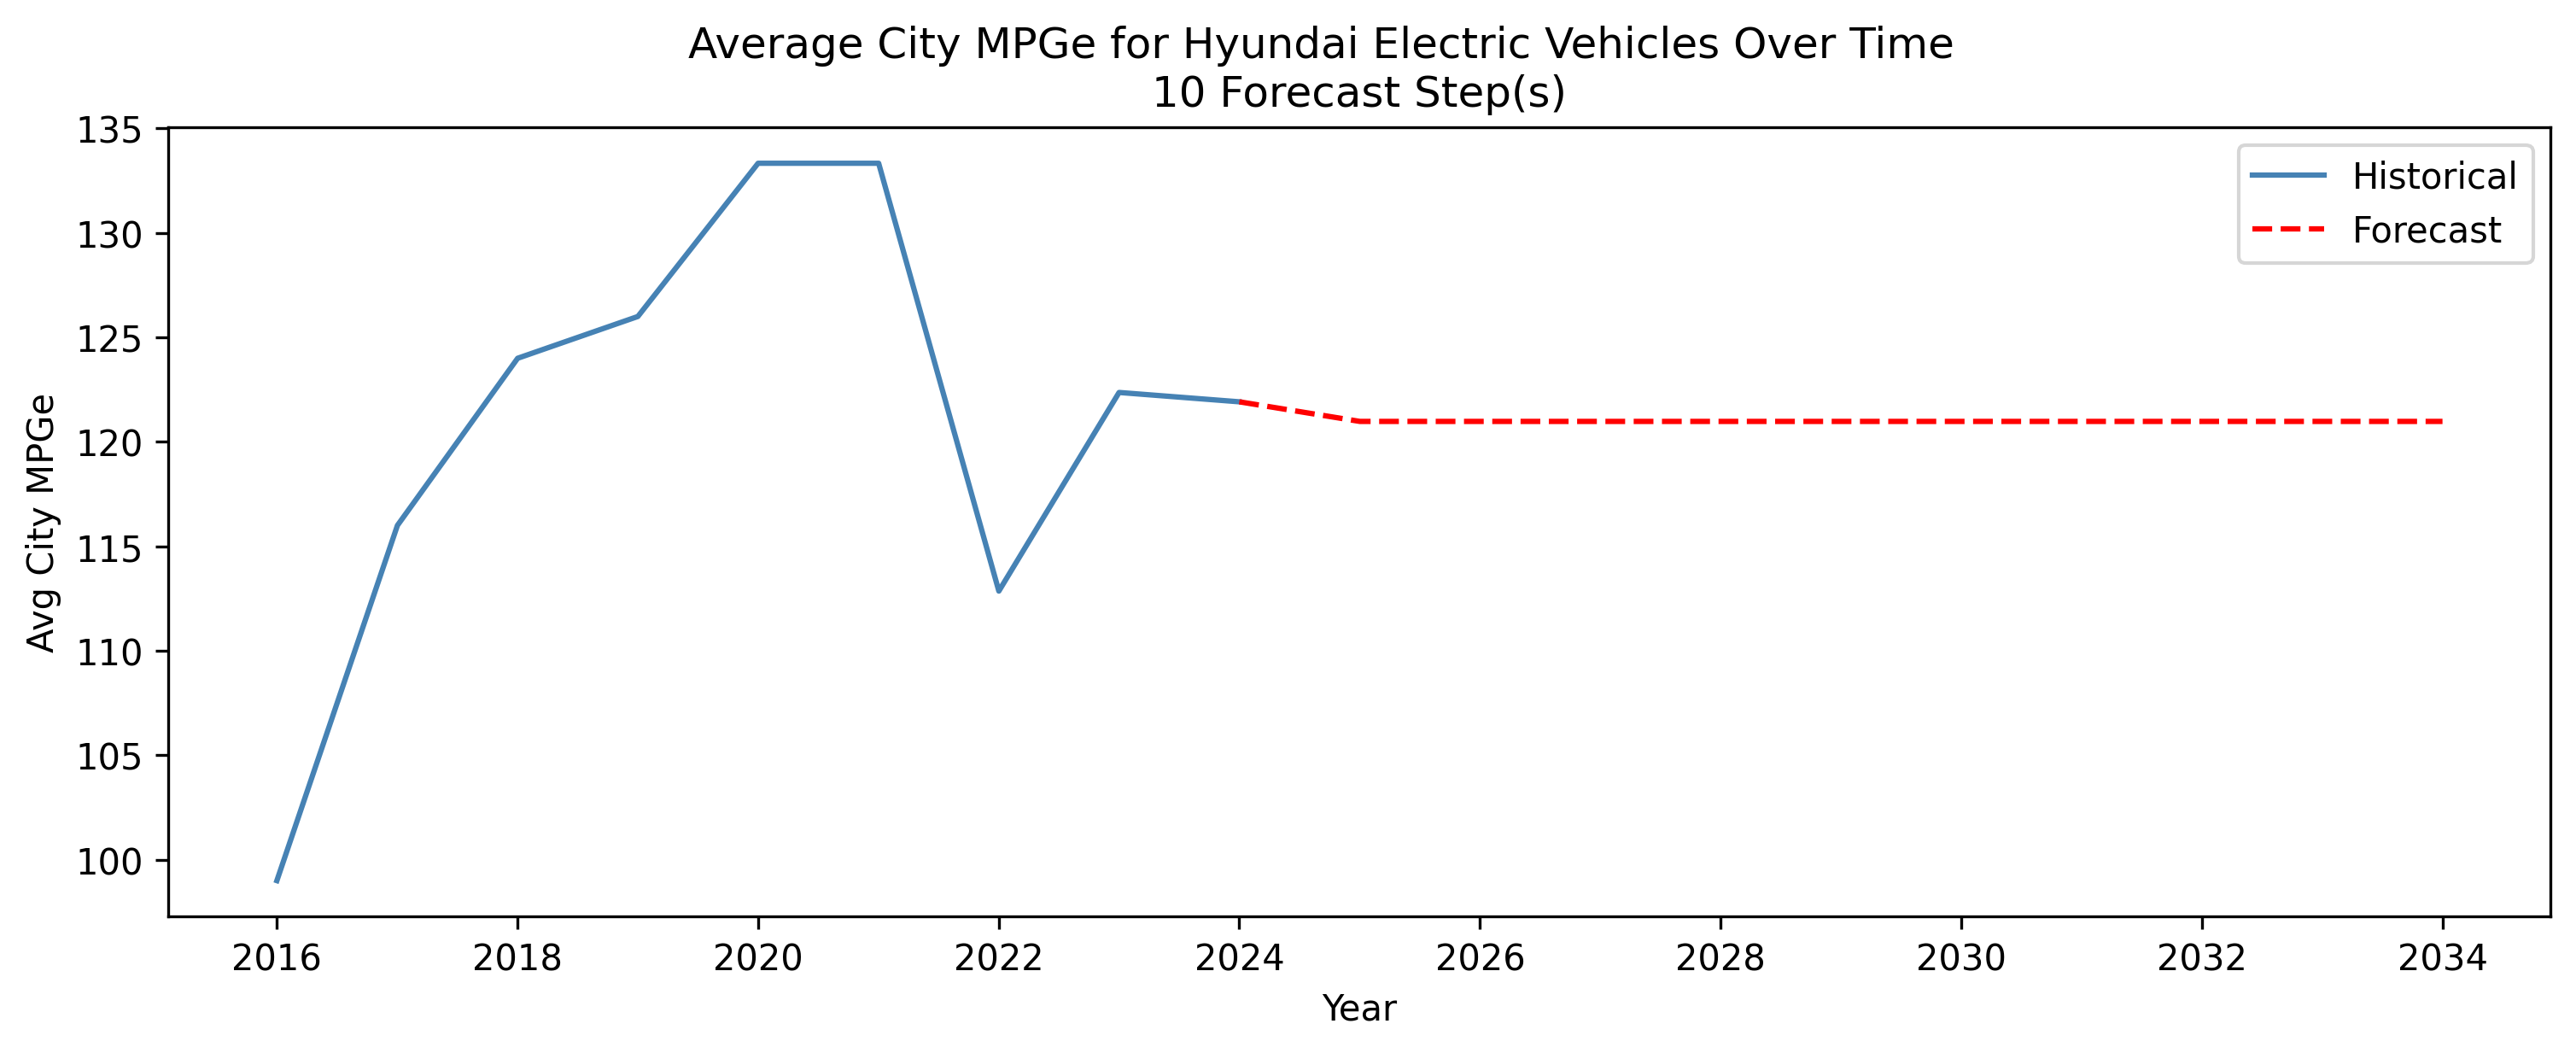 Average City MPGe for Hyundai Electric Vehicles Over Time
10 Forecast Step(s)
Historical
Forecast
Avg City MPGe
135
130
125
120
115
110
105
100
2016 2018 2020 2022 2024 2026 2028 2030 2032 2034
Year